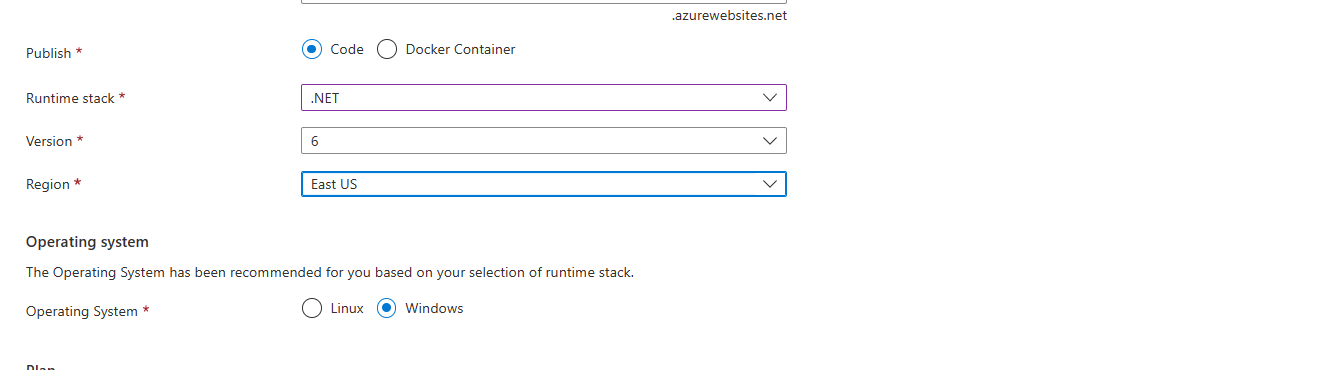 .azurewebsites.net
Publish * Code Docker Container
Runtime stack * .NET
Version * 6
Region * East US
Operating system
The Operating System has been recommended for you based on your selection of runtime stack.
Operating System * Linux Windows
Plan